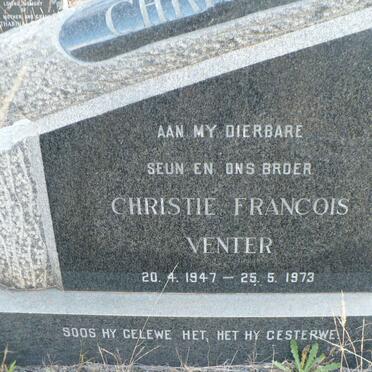 AAN MY DIERBARE
SEUN EN ONS BROER
CHRISTIE FRANCOIS
VENTER
20. 4. 1947 — 25. 5. 1973
SOOS HY GELEWE HET, HET HY GESTERWE